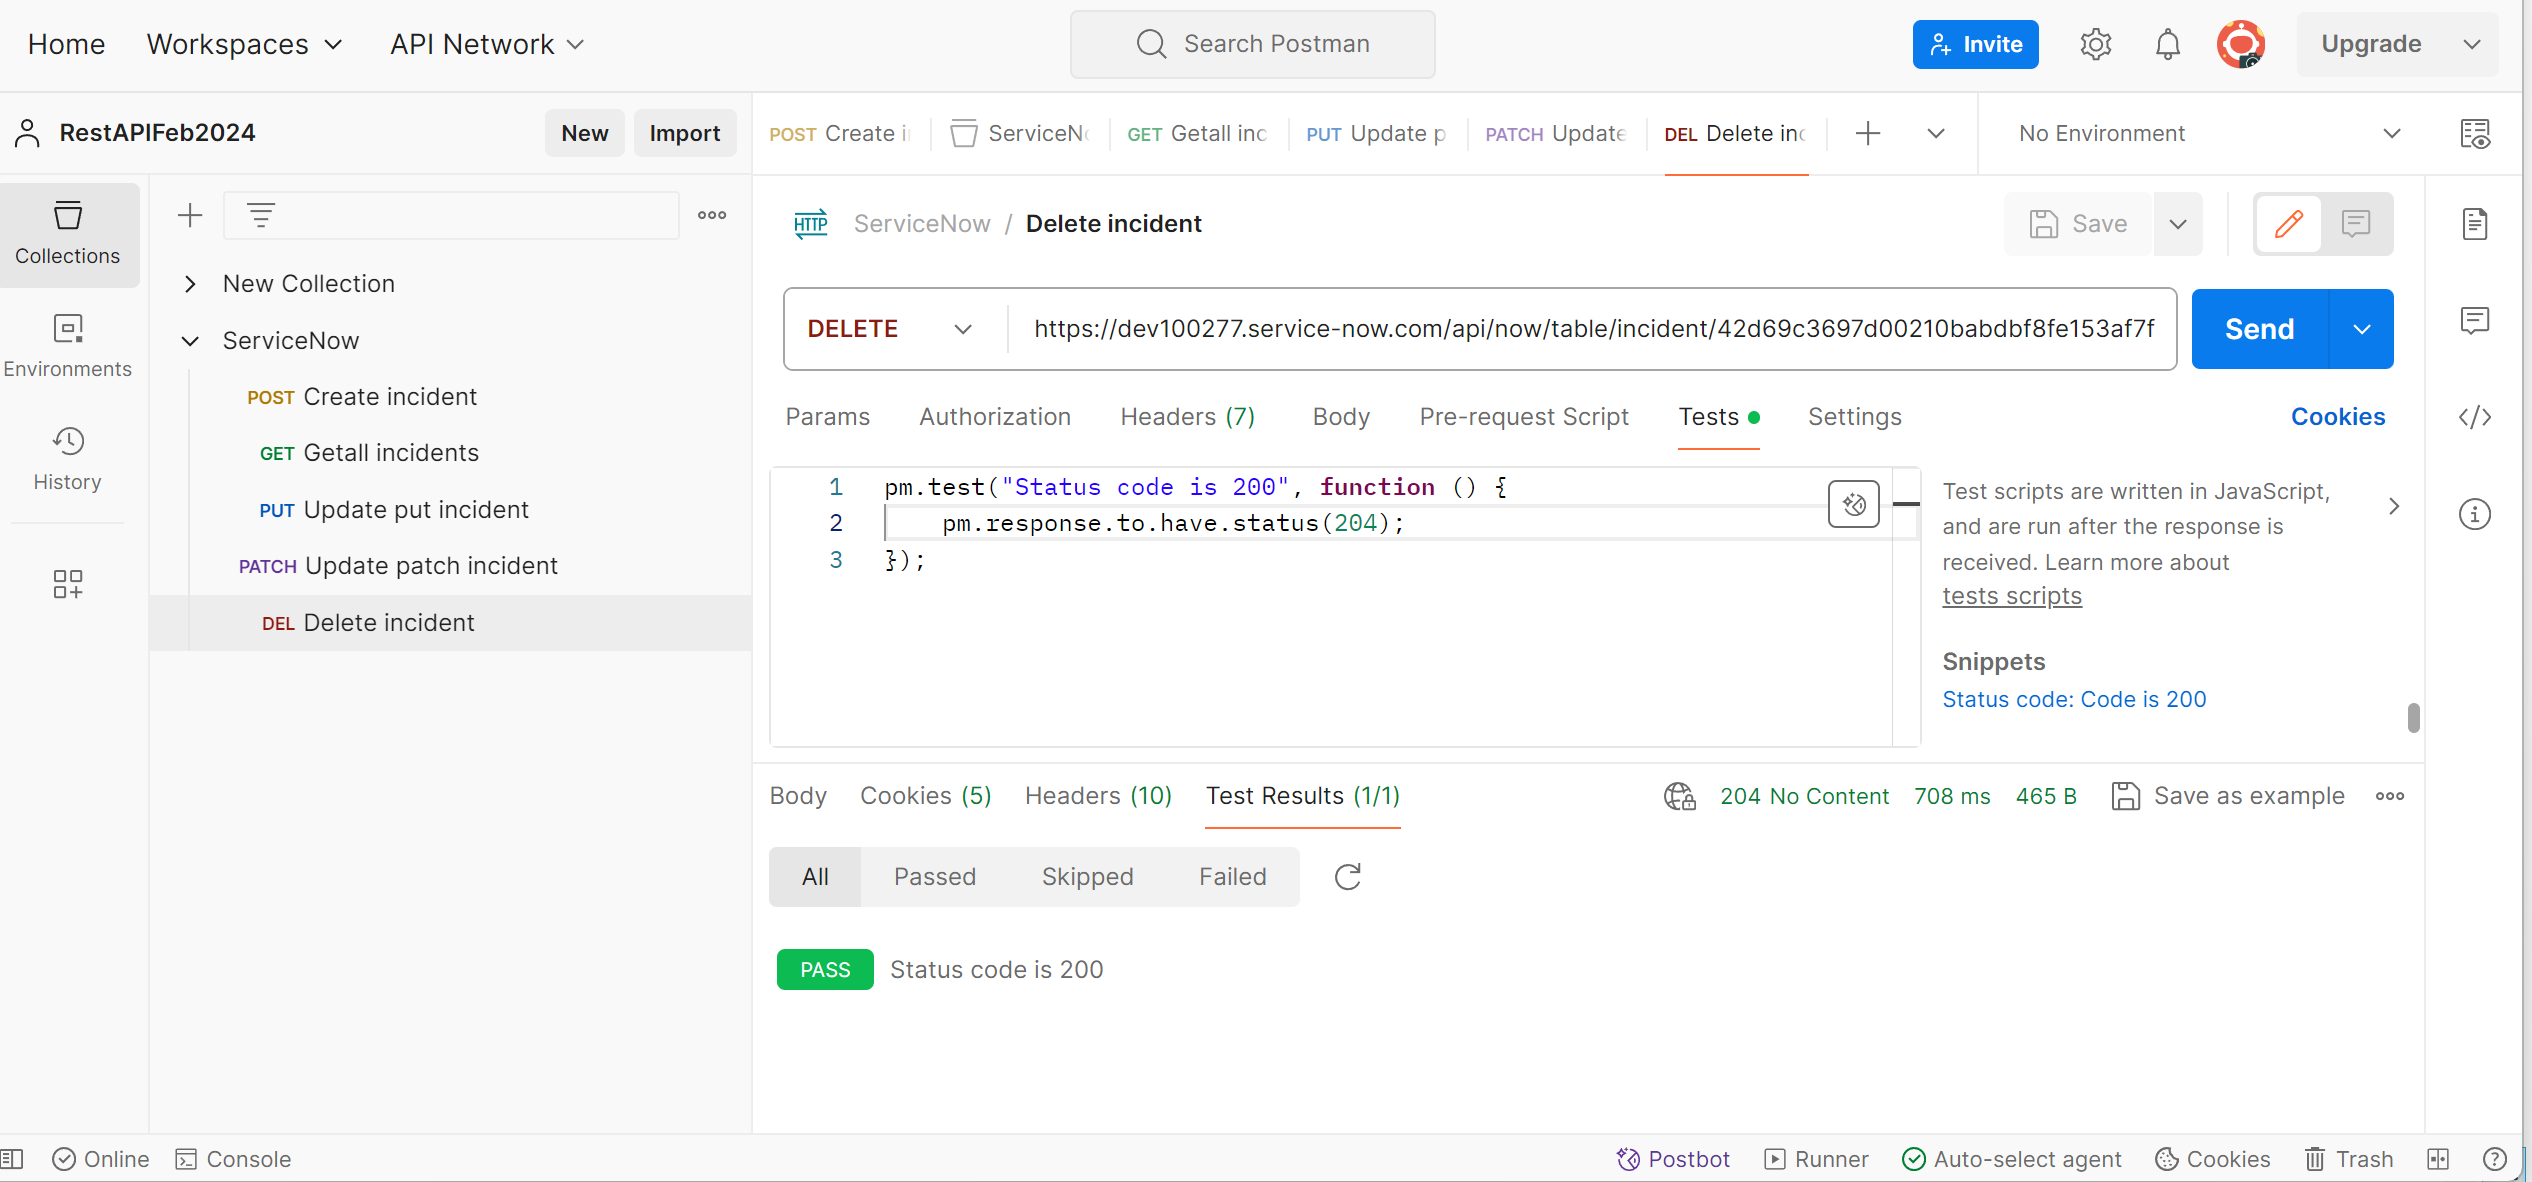 Home
Workspaces
API Network
Search Postman
Invite
Upgrade
RestAPIFeb2024
New
Import
POST Create i
ServiceN
GET Getall inc
PUT Update p
PATCH Update
DEL Delete inc
No Environment
Collections
Environments
History
New Collection
ServiceNow
POST Create incident
GET Getall incidents
PUT Update put incident
PATCH Update patch incident
DEL Delete incident
HTTP ServiceNow / Delete incident
Save
DELETE
https://dev100277.service-now.com/api/now/table/incident/42d69c3697d00210babdbf8fe153af7f
Send
Params
Authorization
Headers (7)
Body
Pre-request Script
Tests
Settings
Cookies
1 pm.test("Status code is 200", function () {
2 pm.response.to.have.status(204);
3 });
Test scripts are written in JavaScript,
and are run after the response is
received. Learn more about
tests scripts
Snippets
Status code: Code is 200
Body
Cookies (5)
Headers (10)
Test Results (1/1)
204 No Content
708 ms
465 B
Save as example
All
Passed
Skipped
Failed
PASS
Status code is 200
Online
Console
Postbot
Runner
Auto-select agent
Cookies
Trash